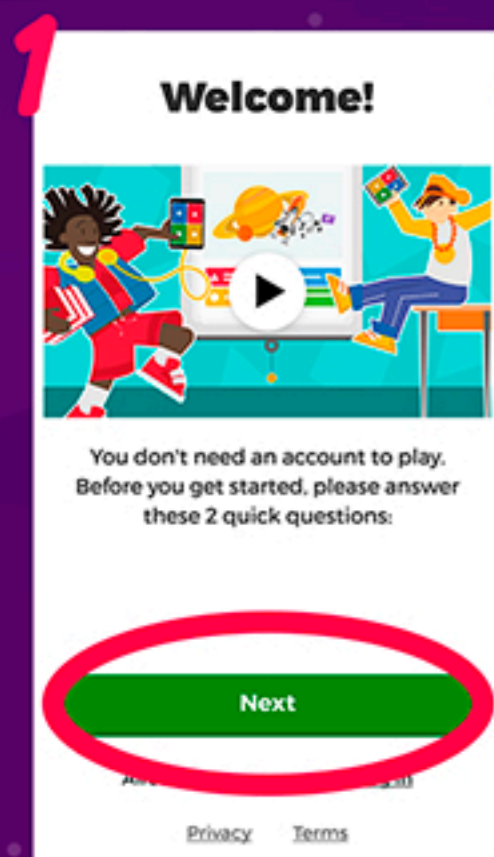 1
Welcome!
You don't need an account to play.
Before you get started, please answer
these 2 quick questions:
Next
Privacy Terms